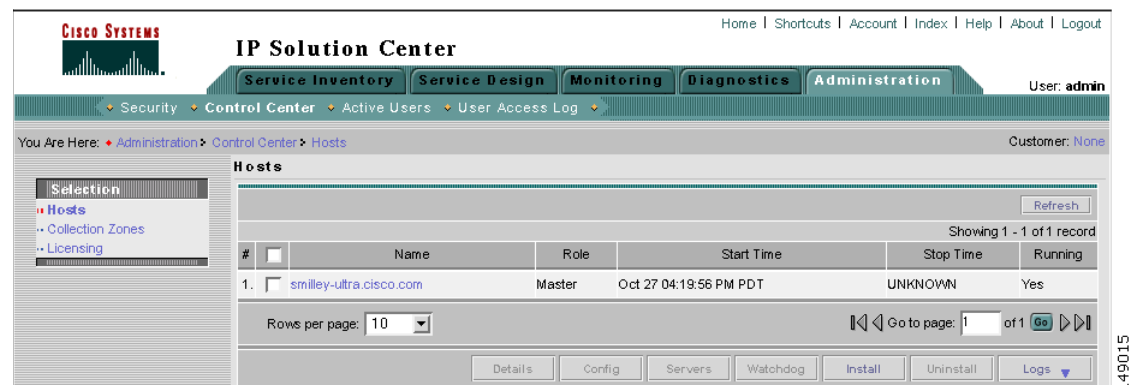 CISCO SYSTEMS
Home | Shortcuts | Account | Index | Help | About | Logout
IP Solution Center
Service Inventory Service Design Monitoring Diagnostics Administration
User: admin
Security Control Center Active Users User Access Log
You Are Here: Administration Control Center Hosts
Customer: None
Hosts
Selection
Hosts
Collection Zones
Licensing
Refresh
Showing 1 - 1 of 1 record
# Name Role Start Time Stop Time Running
1. smilley-ultra.cisco.com Master Oct 27 04:19:56 PM PDT UNKNOWN Yes
Rows per page: 10
Go to page: 1 of 1 Go
Details Config Servers Watchdog Install Uninstall Logs
149015